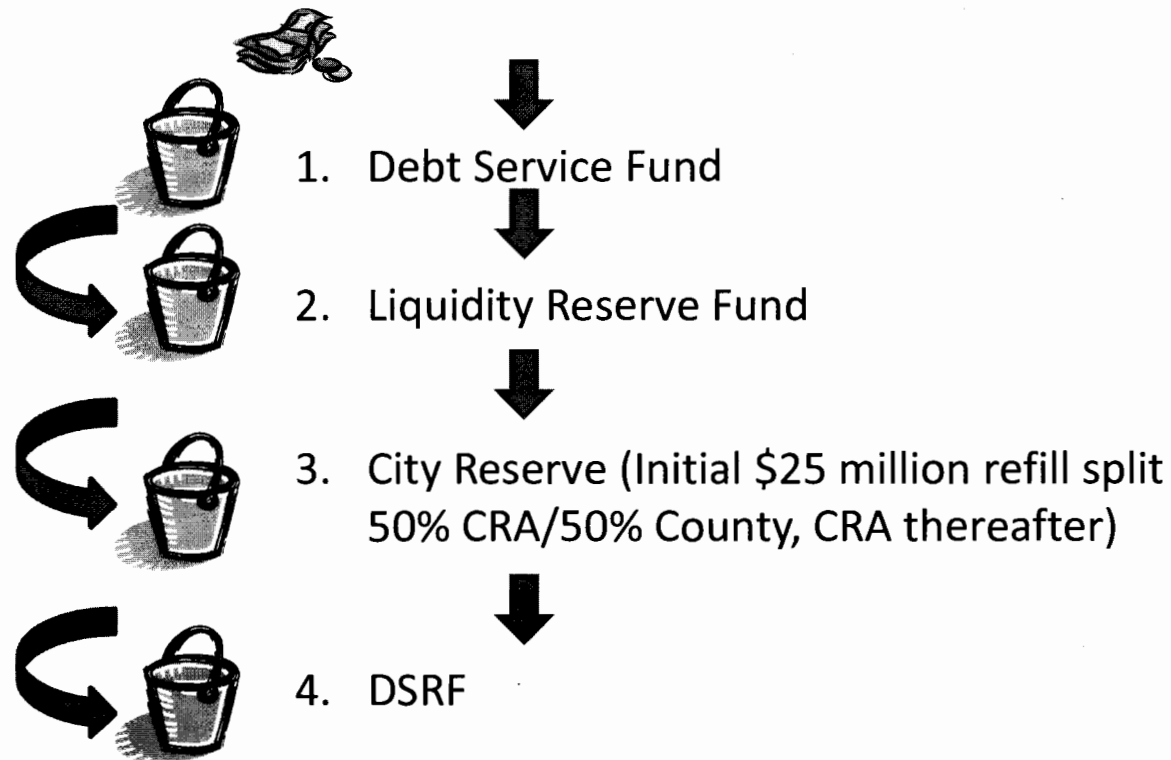 1. Debt Service Fund
2. Liquidity Reserve Fund
3. City Reserve (Initial $25 million refill split
50% CRA/50% County, CRA thereafter)
4. DSRF